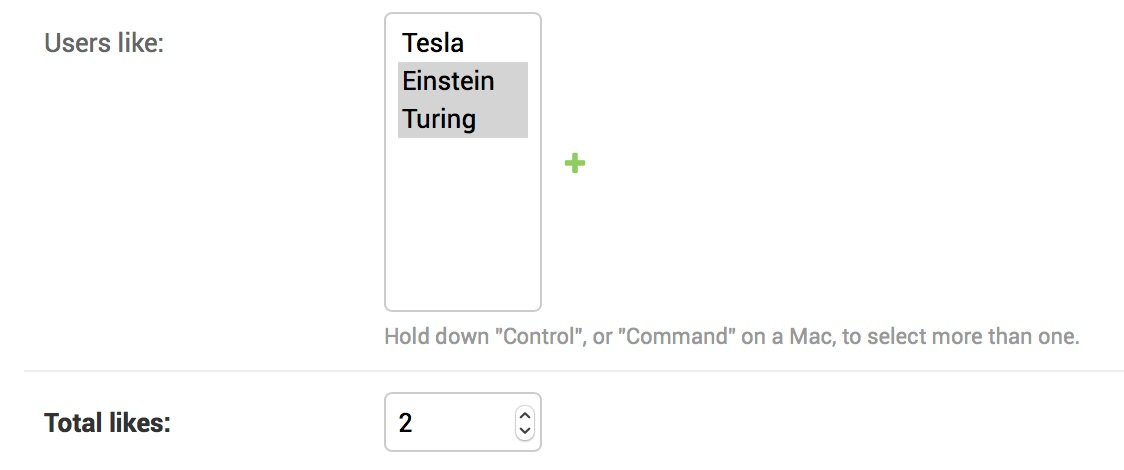 Users like:
Tesla
Einstein
Turing
Hold down "Control", or "Command" on a Mac, to select more than one.
Total likes:
2